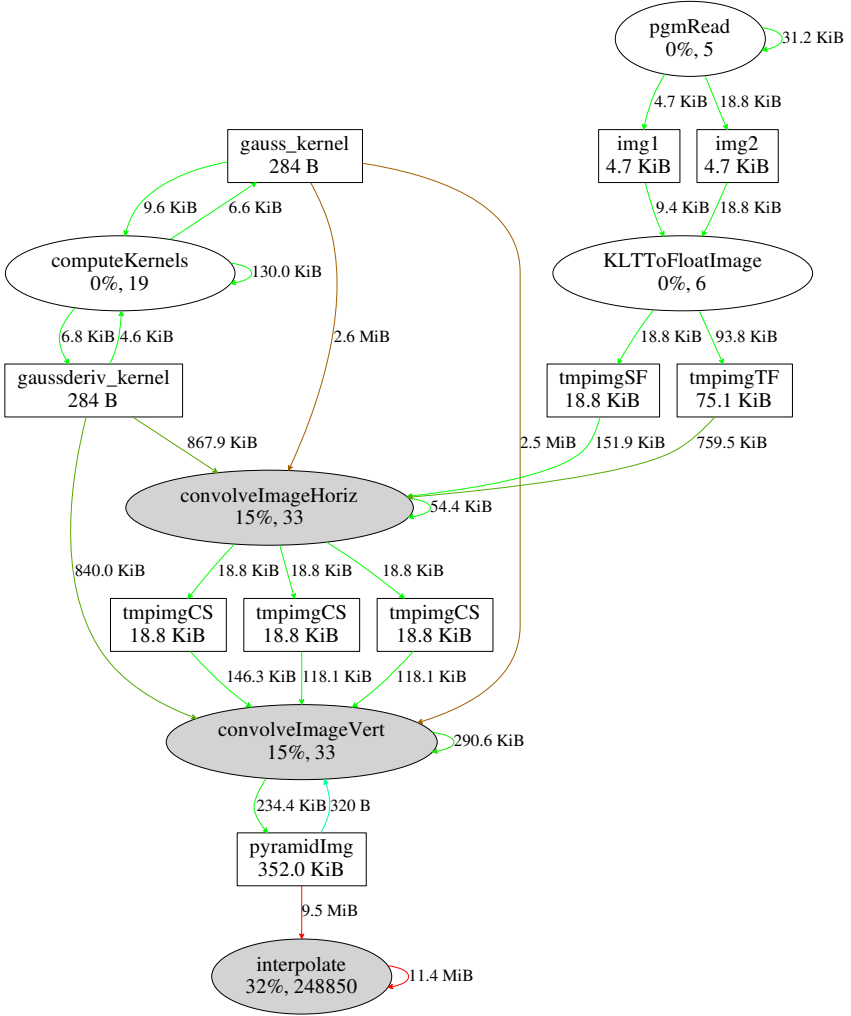 pgmRead
0%, 5
31.2 KiB
4.7 KiB
18.8 KiB
gauss_kernel
284 B
img1
4.7 KiB
img2
4.7 KiB
9.6 KiB
6.6 KiB
9.4 KiB
18.8 KiB
computeKernels
0%, 19
130.0 KiB
KLTToFloatImage
0%, 6
6.8 KiB
4.6 KiB
2.6 MiB
18.8 KiB
93.8 KiB
gaussderiv_kernel
284 B
tmpimgSF
18.8 KiB
tmpimgTF
75.1 KiB
867.9 KiB
2.5 MiB
151.9 KiB
759.5 KiB
convolveImageHoriz
15%, 33
54.4 KiB
840.0 KiB
18.8 KiB
18.8 KiB
18.8 KiB
tmpimgCS
18.8 KiB
tmpimgCS
18.8 KiB
tmpimgCS
18.8 KiB
146.3 KiB
118.1 KiB
118.1 KiB
convolveImageVert
15%, 33
290.6 KiB
234.4 KiB
320 B
pyramidImg
352.0 KiB
9.5 MiB
interpolate
32%, 248850
11.4 MiB